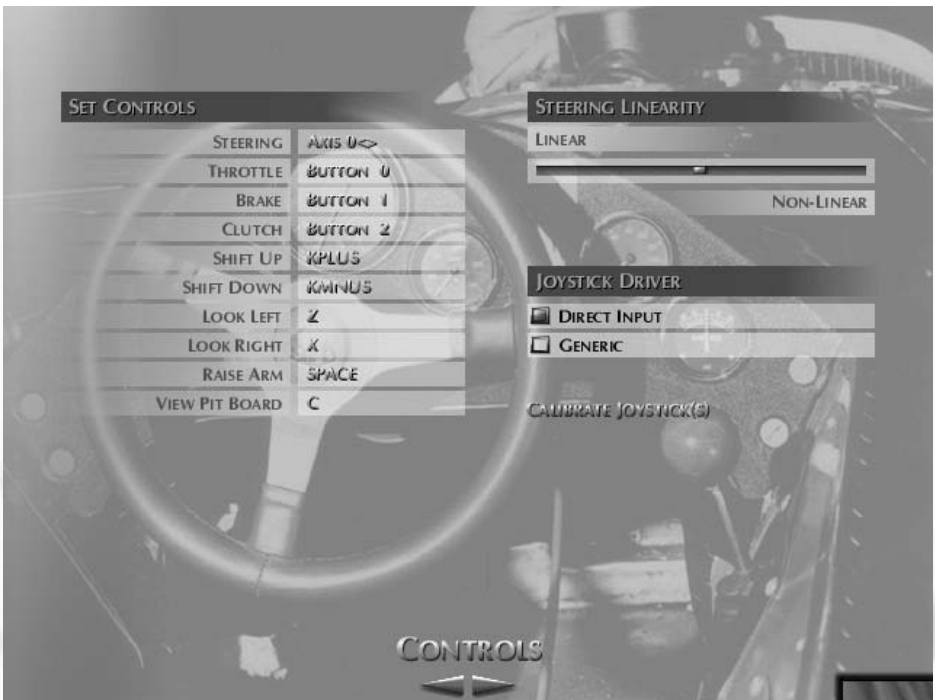 SET CONTROLS
STEERING AXIS 0<>
THROTTLE BUTTON 0
BRAKE BUTTON 1
CLUTCH BUTTON 2
SHIFT UP KPLUS
SHIFT DOWN KMINUS
LOOK LEFT Z
LOOK RIGHT X
RAISE ARM SPACE
VIEW PIT BOARD C
STEERING LINEARITY
LINEAR
NON-LINEAR
JOYSTICK DRIVER
DIRECT INPUT
GENERIC
CALIBRATE JOYSTICK(S)
CONTROLS